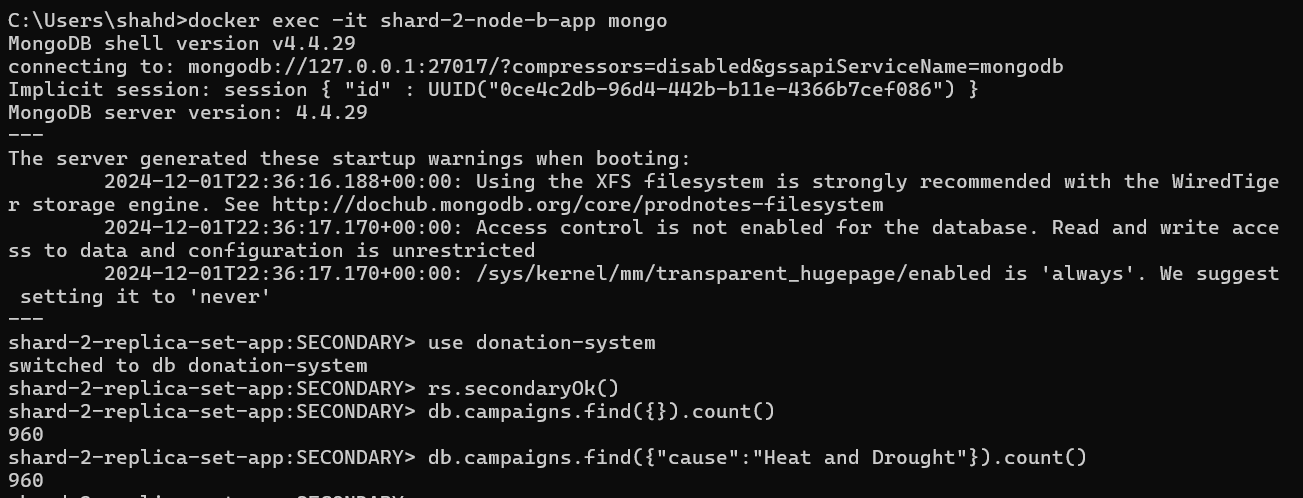 C:\Users\shahd>docker exec -it shard-2-node-b-app mongo
MongoDB shell version v4.4.29
connecting to: mongodb://127.0.0.1:27017/?compressors=disabled&gssapiServiceName=mongodb
Implicit session: session { "id" : UUID("0ce4c2db-96d4-442b-b11e-4366b7cef086") }
MongoDB server version: 4.4.29
---
The server generated these startup warnings when booting:
        2024-12-01T22:36:16.188+00:00: Using the XFS filesystem is strongly recommended with the WiredTige
r storage engine. See http://dochub.mongodb.org/core/prodnotes-filesystem
        2024-12-01T22:36:17.170+00:00: Access control is not enabled for the database. Read and write acce
ss to data and configuration is unrestricted
        2024-12-01T22:36:17.170+00:00: /sys/kernel/mm/transparent_hugepage/enabled is 'always'. We suggest
 setting it to 'never'
---
shard-2-replica-set-app:SECONDARY> use donation-system
switched to db donation-system
shard-2-replica-set-app:SECONDARY> rs.secondaryOk()
shard-2-replica-set-app:SECONDARY> db.campaigns.find({}).count()
960
shard-2-replica-set-app:SECONDARY> db.campaigns.find({"cause":"Heat and Drought"}).count()
960